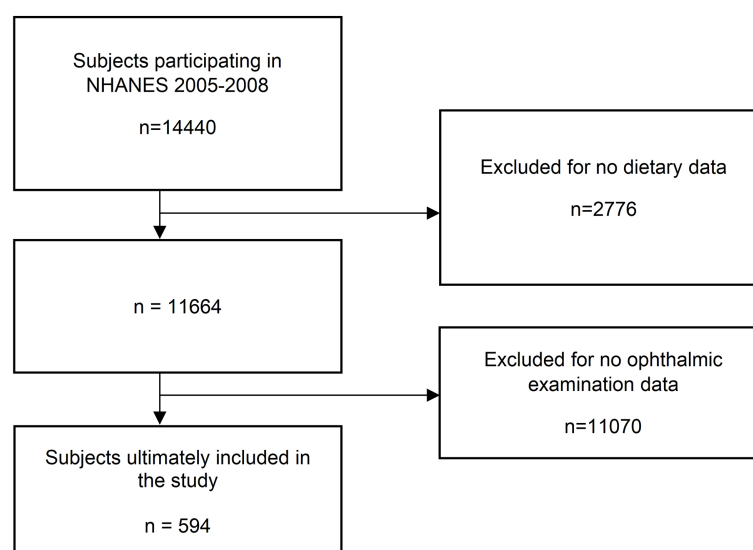 Subjects participating in
NHANES 2005-2008
n=14440
Excluded for no dietary data
n=2776
n = 11664
Excluded for no ophthalmic
examination data
n=11070
Subjects ultimately included in
the study
n = 594